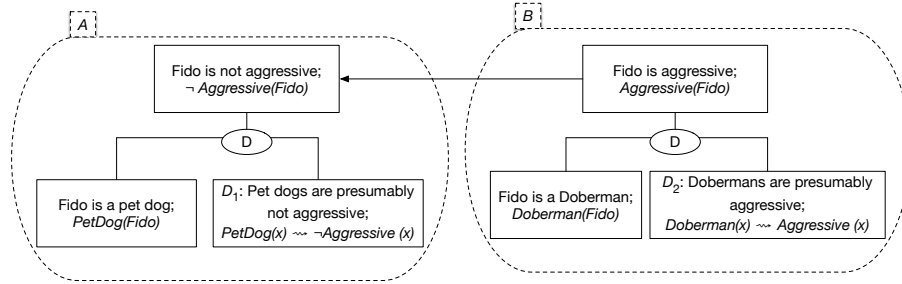 A
B
Fido is not aggressive;
¬ Aggressive(Fido)
Fido is aggressive;
Aggressive(Fido)
D
D
Fido is a pet dog;
PetDog(Fido)
D₁: Pet dogs are presumably
not aggressive;
PetDog(x) ⇝ ¬Aggressive (x)
Fido is a Doberman;
Doberman(Fido)
D₂: Dobermans are presumably
aggressive;
Doberman(x) ⇝ Aggressive (x)